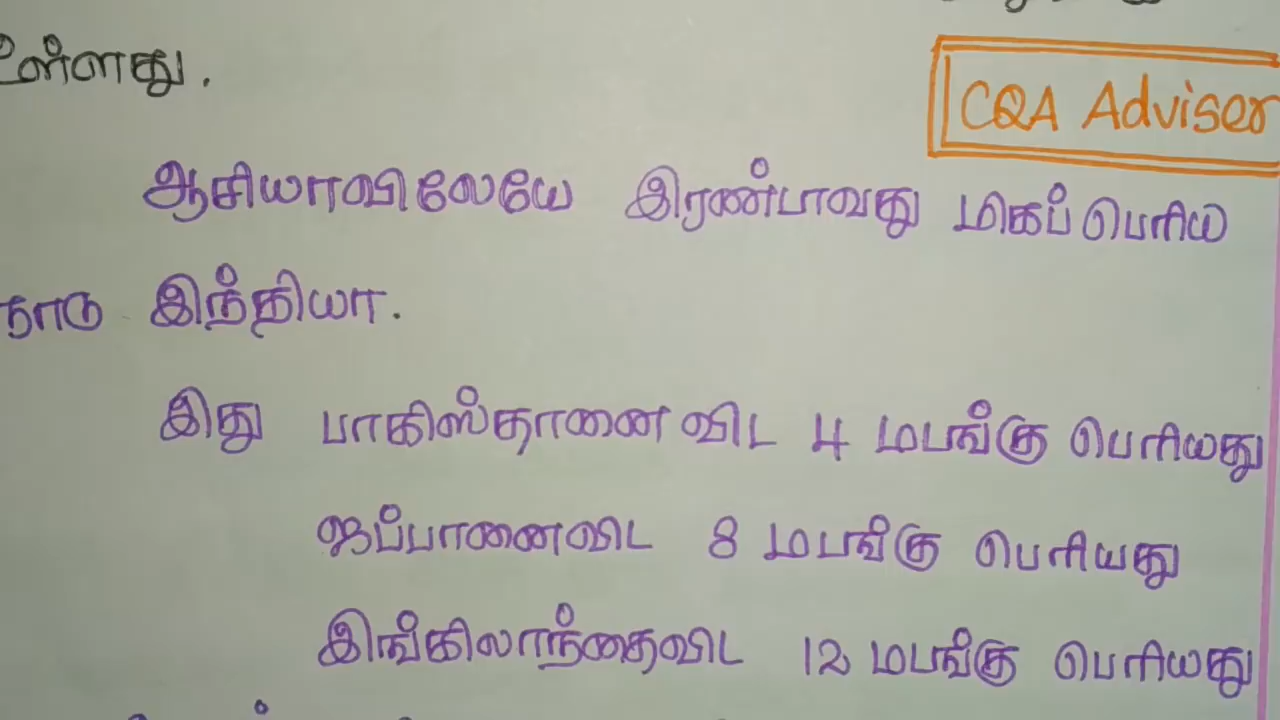 உள்ளது.
CQA Adviser
ஆசியாவிலேயே இரண்டாவது மிகப்பெரிய
நாடு இந்தியா.
இது பாகிஸ்தானைவிட 4 மடங்கு பெரியது
ஜப்பானைவிட 8 மடங்கு பெரியது
இங்கிலாந்தைவிட 12 மடங்கு பெரியது